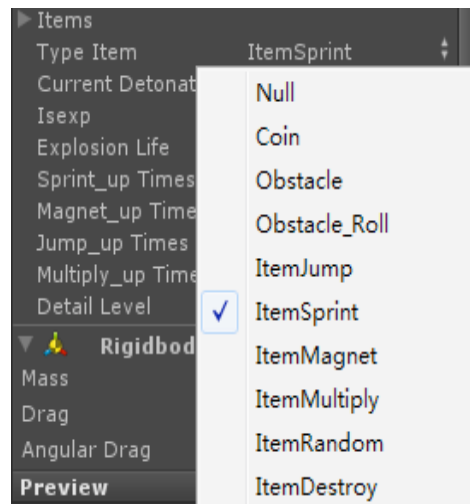 Items
Type Item ItemSprint
Current Detonat
Isexp
Explosion Life
Sprint_up Times
Magnet_up Time
Jump_up Times
Multiply_up Time
Detail Level
Rigidbod
Mass
Drag
Angular Drag
Preview
Null
Coin
Obstacle
Obstacle_Roll
ItemJump
ItemSprint
ItemMagnet
ItemMultiply
ItemRandom
ItemDestroy